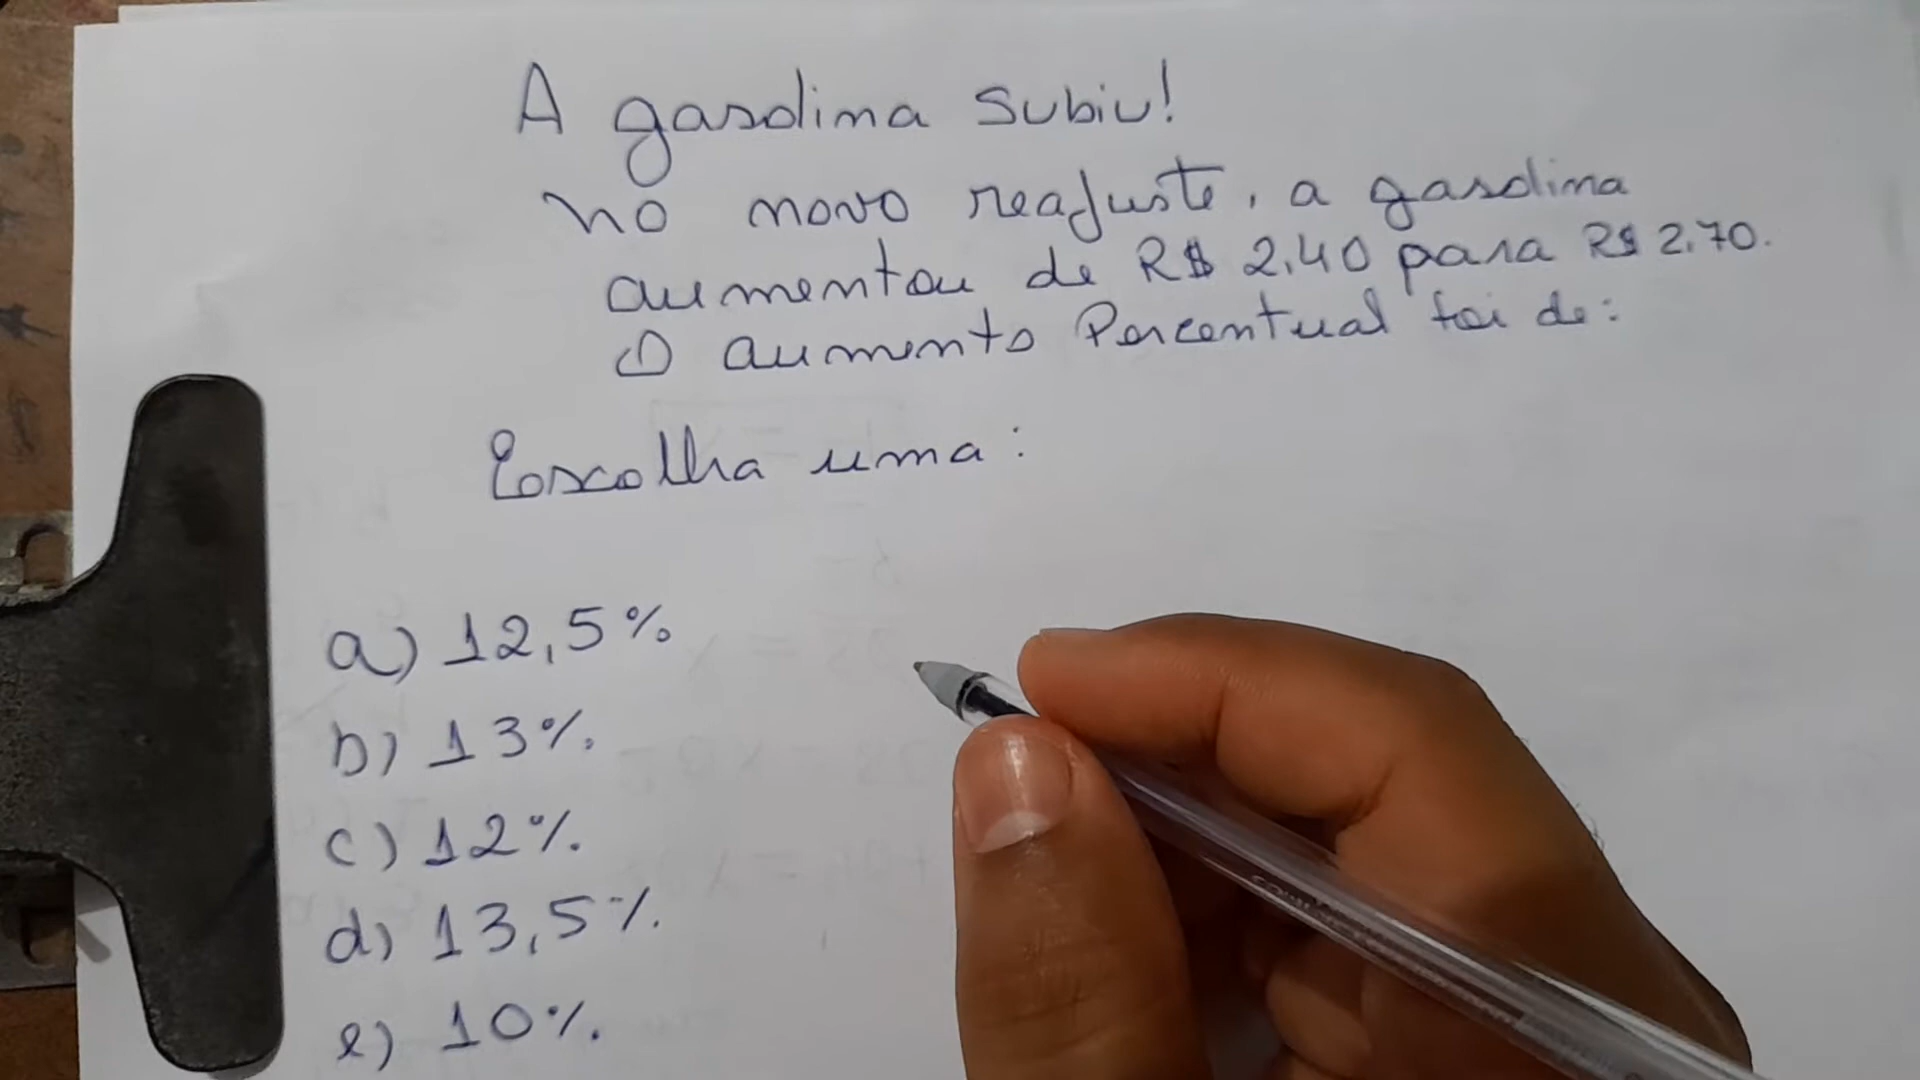 A gasolina subiu!
no novo reajuste, a gasolina
aumentou de R$ 2,40 para R$ 2,70.
O aumento Percentual foi de:
Escolha uma:
a) 12,5%
b) 13%.
c) 12%.
d) 13,5%.
e) 10%.